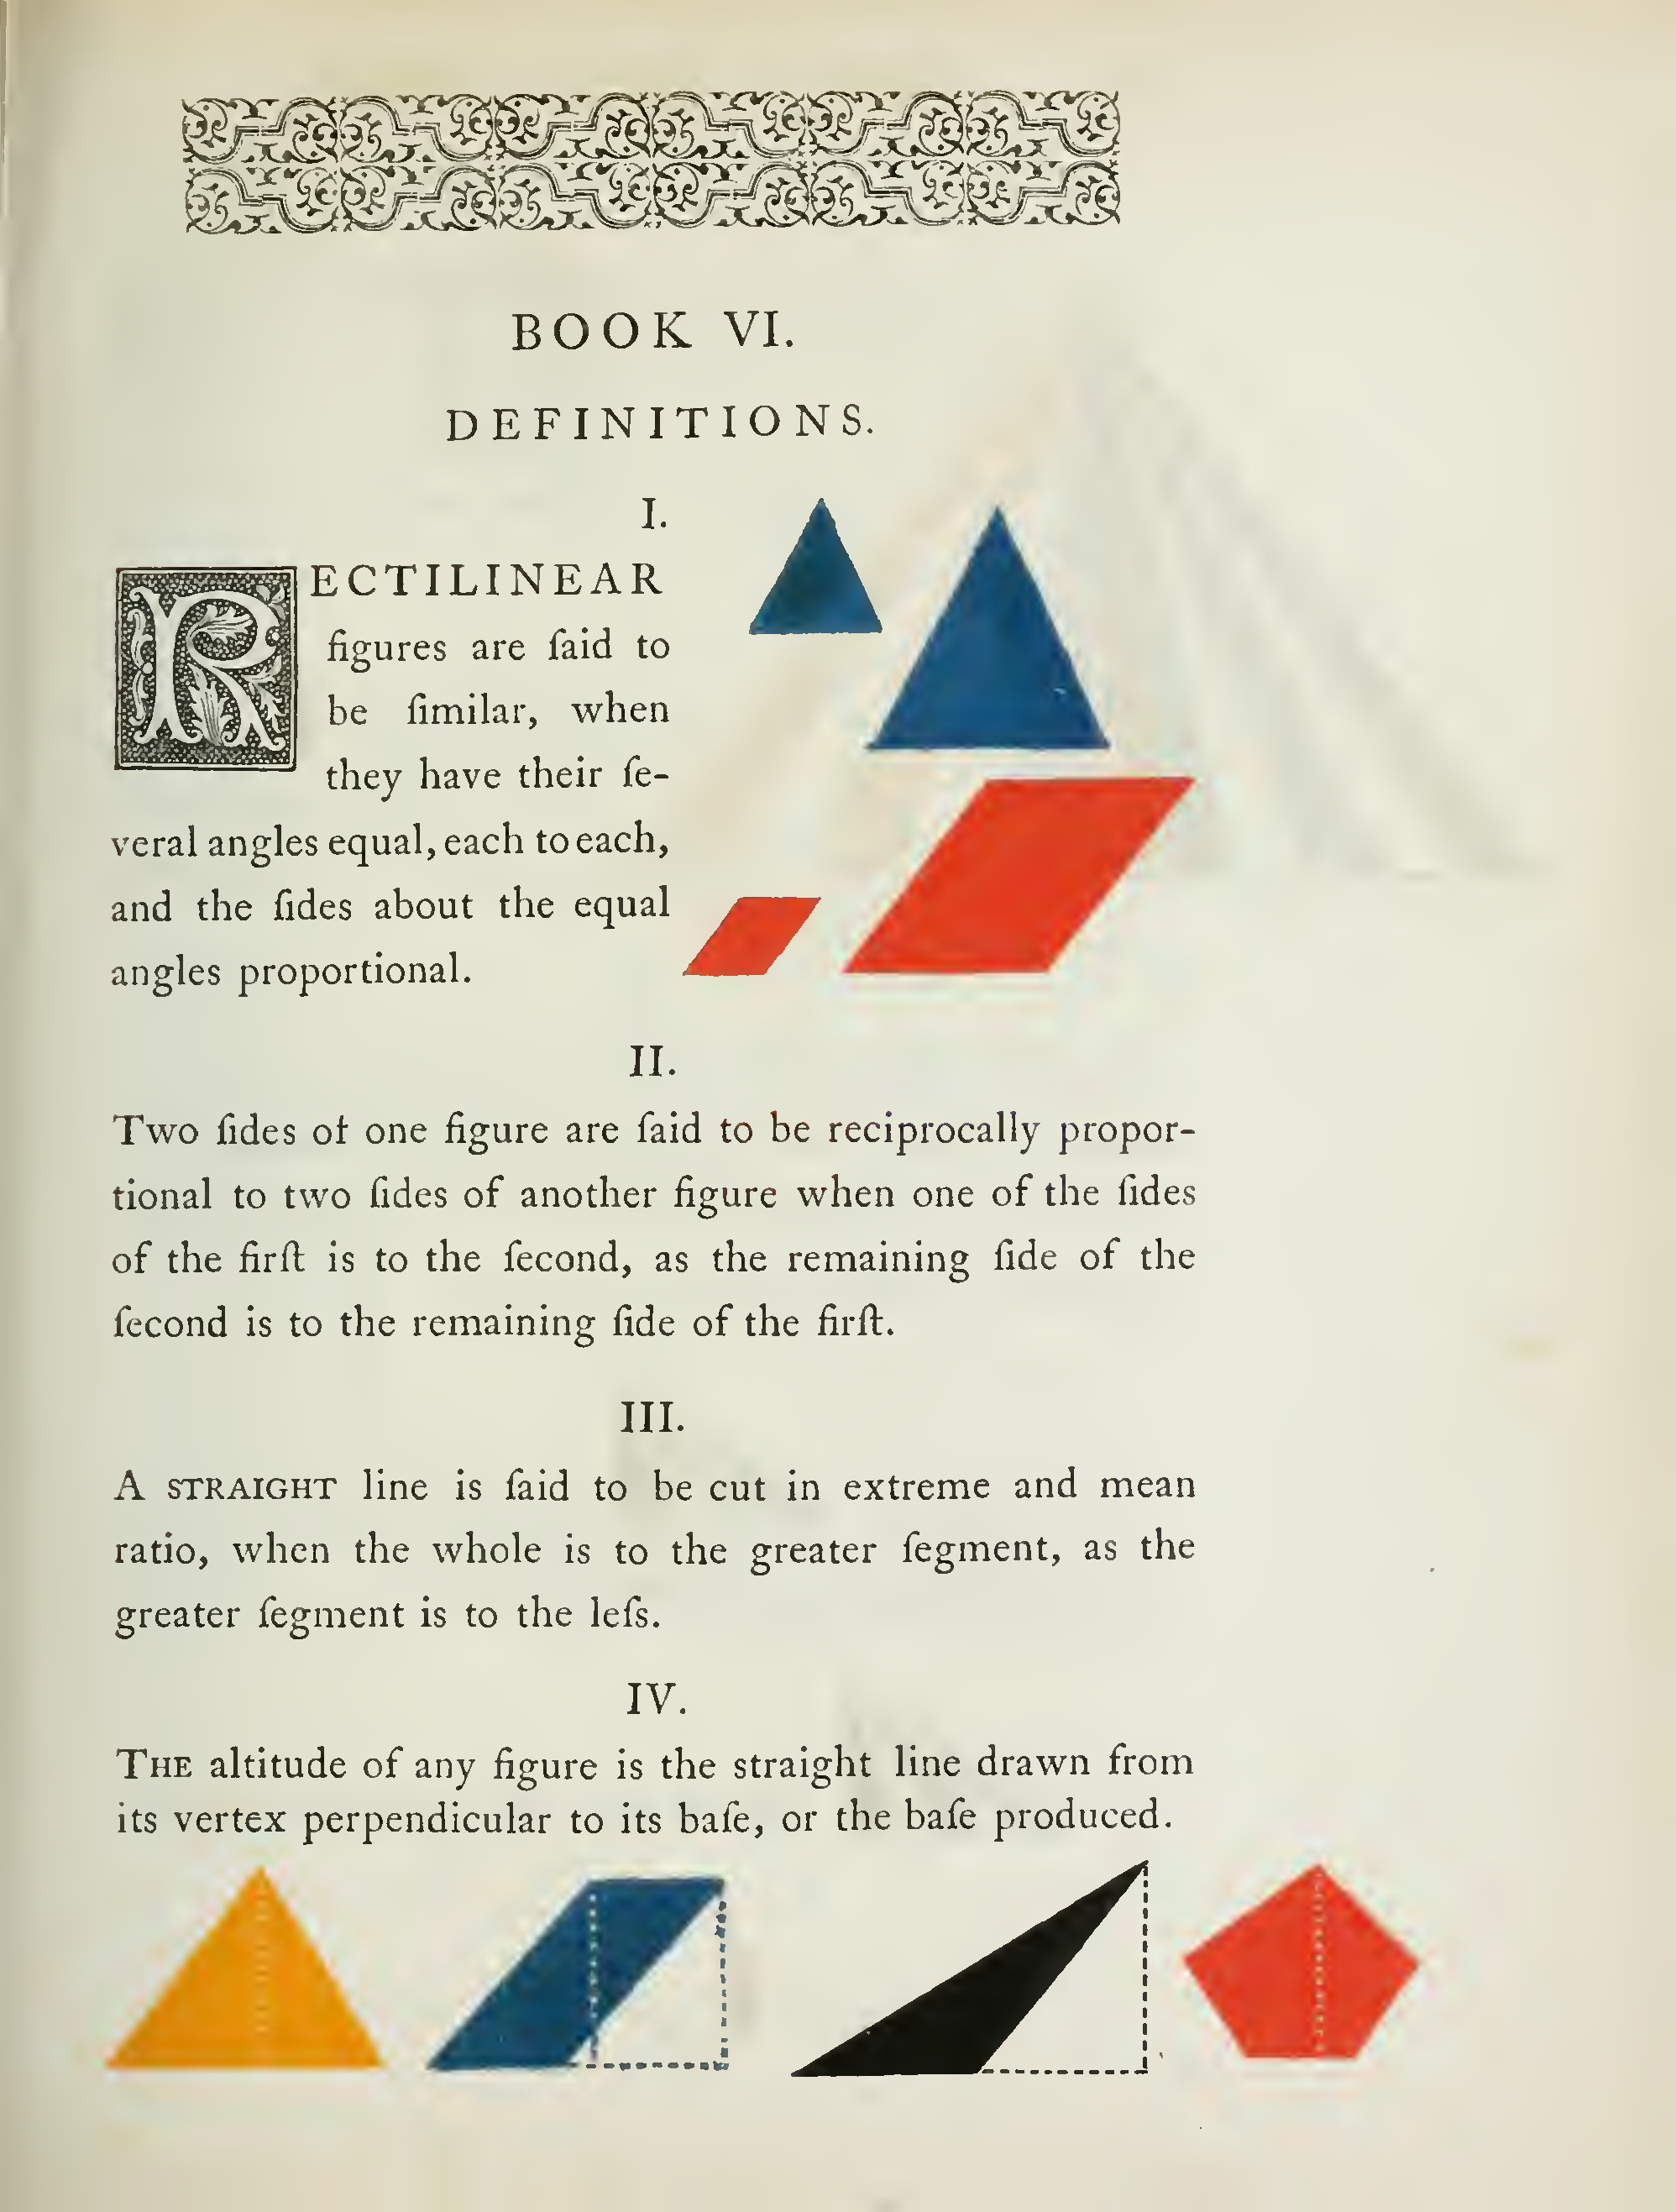 BOOK VI.
DEFINITIONS.
I.
RECTILINEAR
figures are ſaid to
be ſimilar, when
they have their ſe-
veral angles equal, each to each,
and the ſides about the equal
angles proportional.
II.
Two ſides of one figure are ſaid to be reciprocally propor-
tional to two ſides of another figure when one of the ſides
of the firſt is to the ſecond, as the remaining ſide of the
ſecond is to the remaining ſide of the firſt.
III.
A STRAIGHT line is ſaid to be cut in extreme and mean
ratio, when the whole is to the greater ſegment, as the
greater ſegment is to the leſs.
IV.
THE altitude of any figure is the straight line drawn from
its vertex perpendicular to its baſe, or the baſe produced.